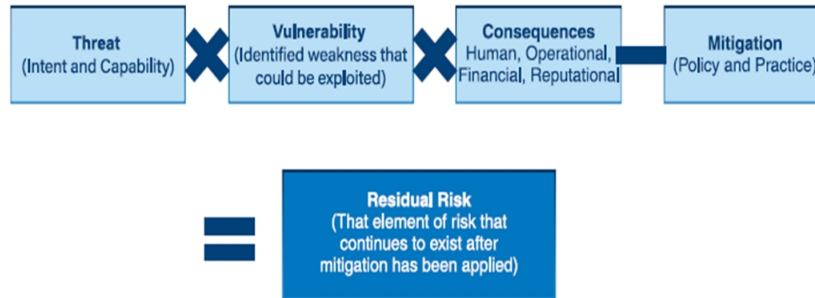 Threat
(Intent and Capability)
Vulnerability
(Identified weakness that
could be exploited)
Consequences
Human, Operational,
Financial, Reputational
Mitigation
(Policy and Practice)
Residual Risk
(That element of risk that
continues to exist after
mitigation has been applied)